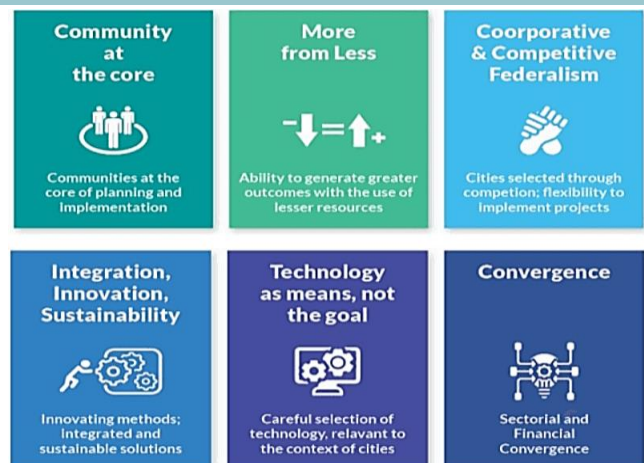 Community
at
the core
Communities at the
core of planning and
implementation
More
from Less
Ability to generate greater
outcomes with the use of
lesser resources
Coorporative
& Competitive
Federalism
Cities selected through
competion; flexibility to
implement projects
Integration,
Innovation,
Sustainability
Innovating methods;
integrated and
sustainable solutions
Technology
as means, not
the goal
Careful selection of
technology, relavant to
the context of cities
Convergence
Sectorial and
Financial
Convergence